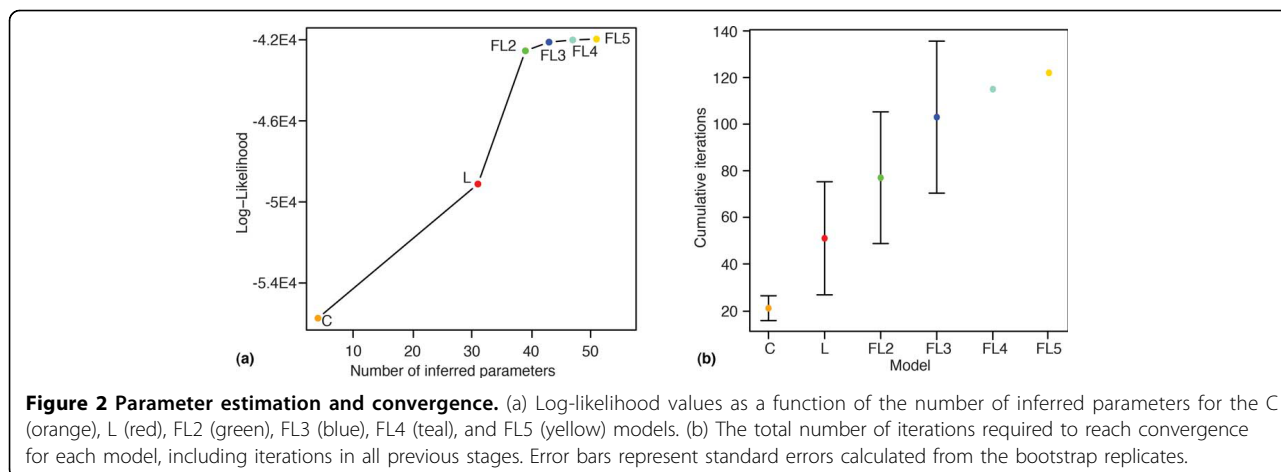 -4.2E4
-4.6E4
-5E4
-5.4E4
Log-Likelihood
C
L
FL2
FL3
FL4
FL5
10 20 30 40 50
Number of inferred parameters
(a)
140
120
100
80
60
40
20
Cumulative iterations
C L FL2 FL3 FL4 FL5
Model
(b)
Figure 2 Parameter estimation and convergence. (a) Log-likelihood values as a function of the number of inferred parameters for the C
(orange), L (red), FL2 (green), FL3 (blue), FL4 (teal), and FL5 (yellow) models. (b) The total number of iterations required to reach convergence
for each model, including iterations in all previous stages. Error bars represent standard errors calculated from the bootstrap replicates.